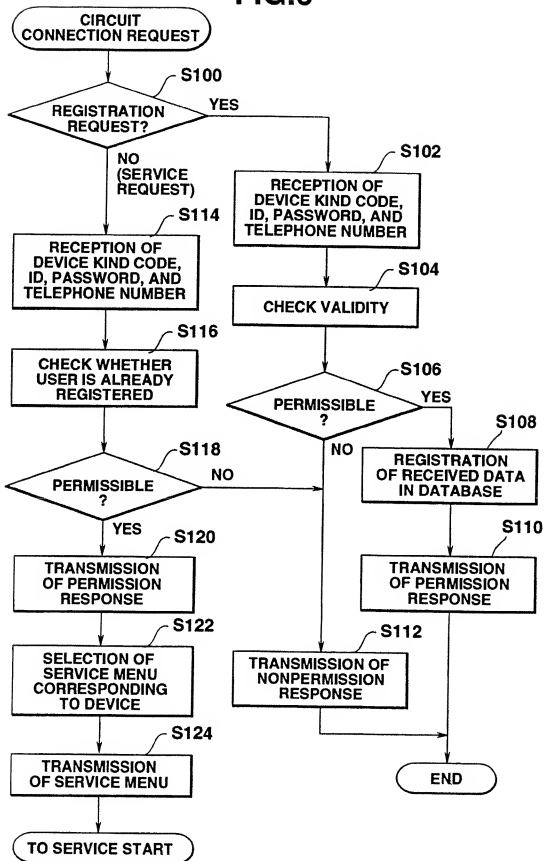 CIRCUIT
CONNECTION REQUEST
S100
REGISTRATION
REQUEST?
YES
NO
(SERVICE
REQUEST)
S102
RECEPTION OF
DEVICE KIND CODE,
ID, PASSWORD, AND
TELEPHONE NUMBER
S114
RECEPTION OF
DEVICE KIND CODE,
ID, PASSWORD, AND
TELEPHONE NUMBER
S104
CHECK VALIDITY
S116
CHECK WHETHER
USER IS ALREADY
REGISTERED
S106
PERMISSIBLE
?
YES
NO
S108
REGISTRATION
OF RECEIVED DATA
IN DATABASE
S118
PERMISSIBLE
?
NO
YES
S110
TRANSMISSION
OF PERMISSION
RESPONSE
S120
TRANSMISSION
OF PERMISSION
RESPONSE
S112
TRANSMISSION OF
NONPERMISSION
RESPONSE
S122
SELECTION OF
SERVICE MENU
CORRESPONDING
TO DEVICE
S124
TRANSMISSION
OF SERVICE MENU
END
TO SERVICE START